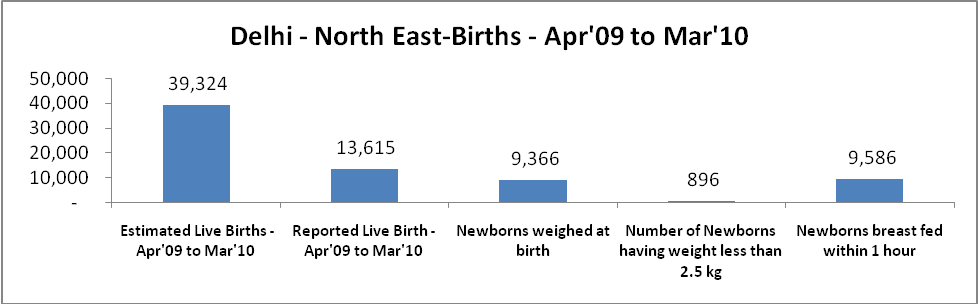 Delhi - North East-Births - Apr'09 to Mar'10
50,000
40,000
30,000
20,000
10,000
-
39,324
13,615
9,366
896
9,586
Estimated Live Births -
Apr'09 to Mar'10
Reported Live Birth -
Apr'09 to Mar'10
Newborns weighed at
birth
Number of Newborns
having weight less than
2.5 kg
Newborns breast fed
within 1 hour